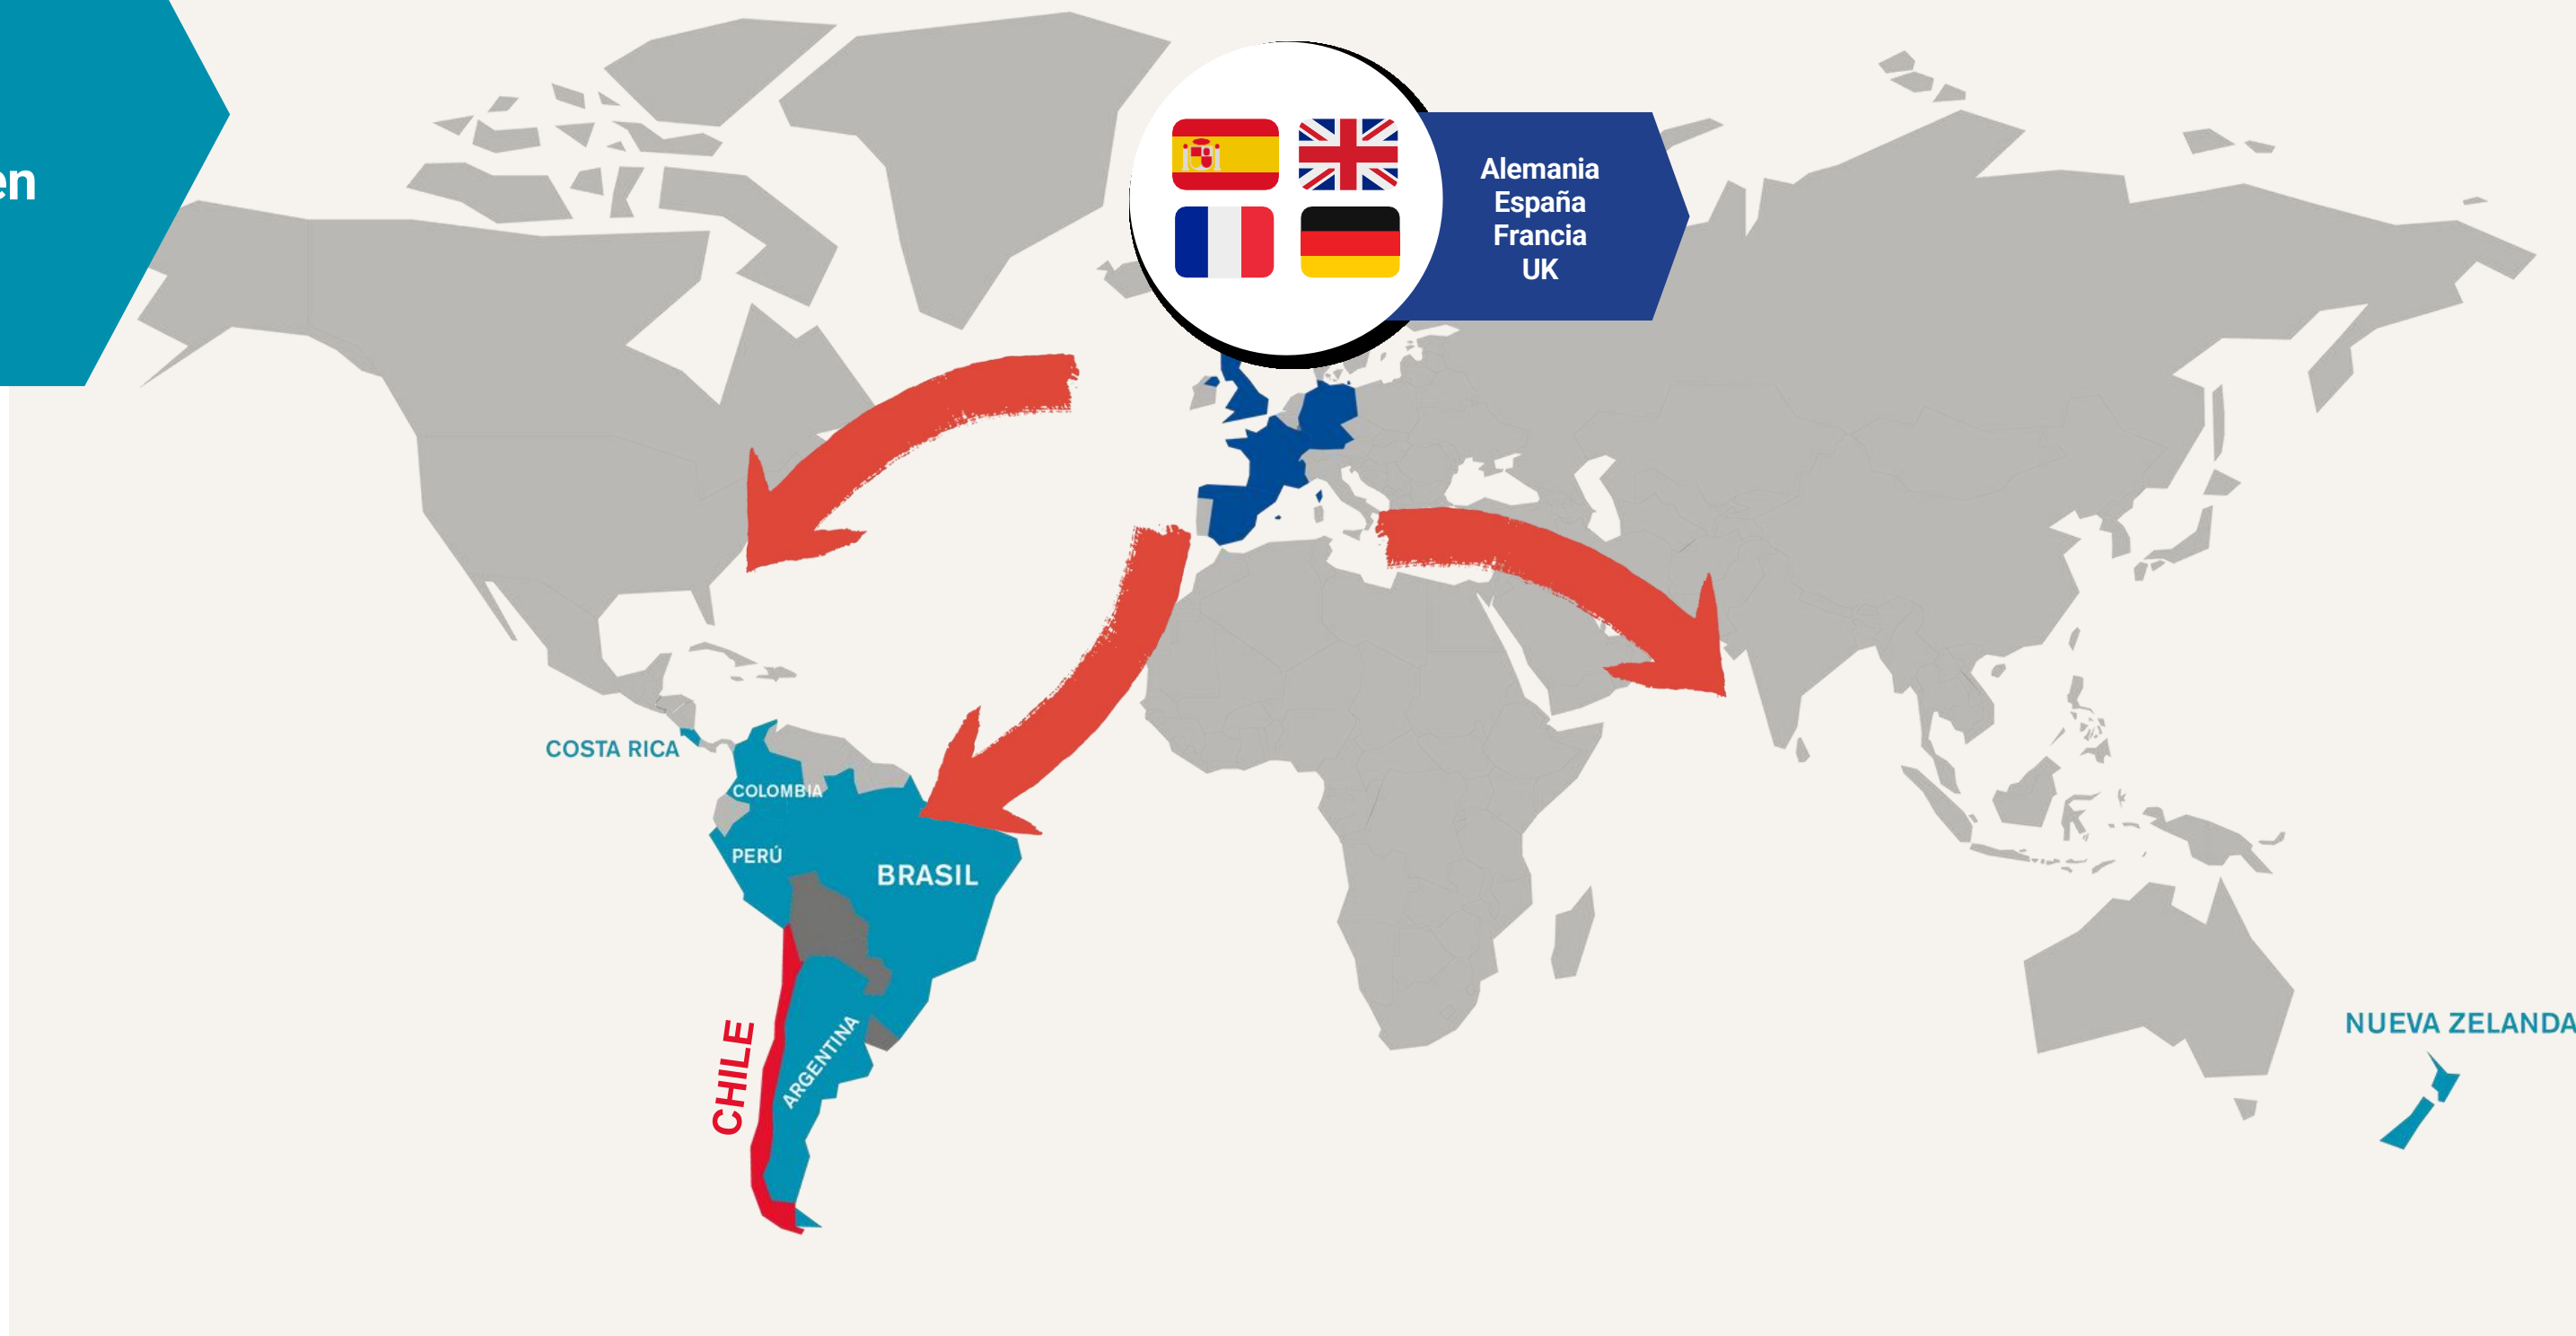 en
Alemania
España
Francia
UK
COSTA RICA
COLOMBIA
PERÚ
BRASIL
CHILE
ARGENTINA
NUEVA ZELANDA